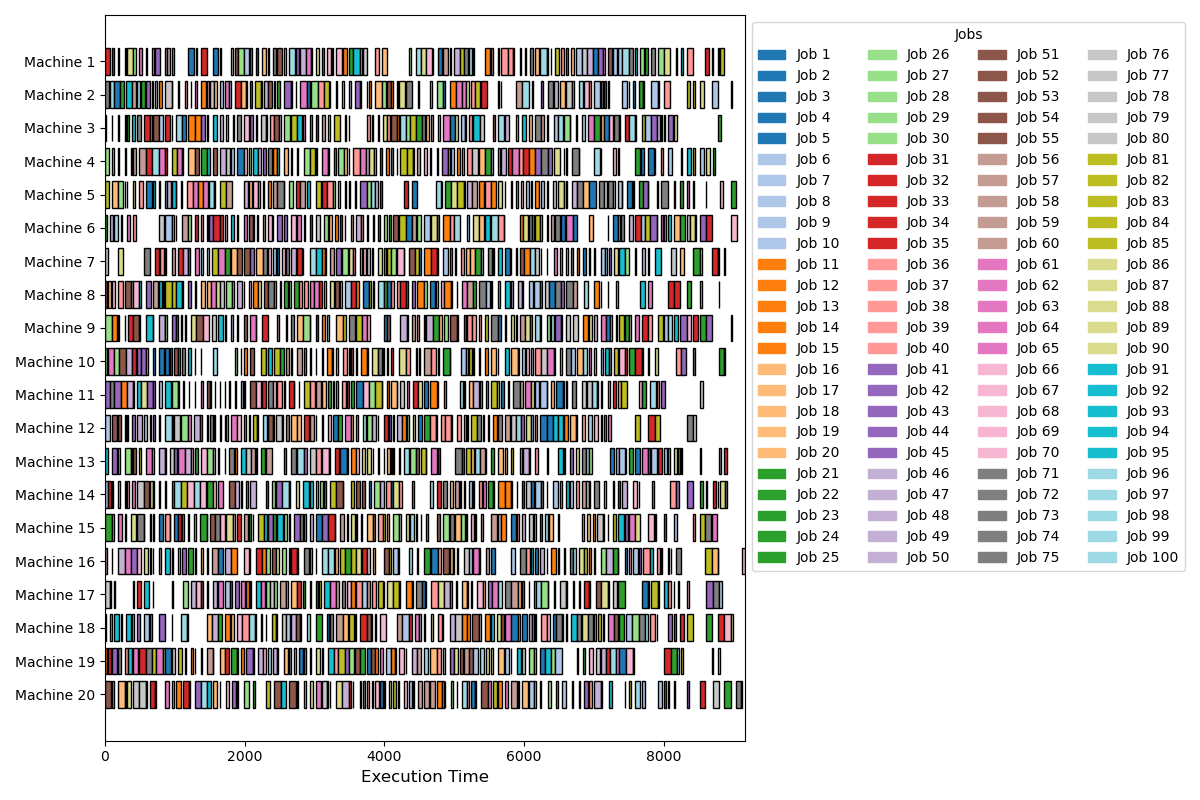 Machine 1
Machine 2
Machine 3
Machine 4
Machine 5
Machine 6
Machine 7
Machine 8
Machine 9
Machine 10
Machine 11
Machine 12
Machine 13
Machine 14
Machine 15
Machine 16
Machine 17
Machine 18
Machine 19
Machine 20
0 2000 4000 6000 8000
Execution Time
Jobs
Job 1 Job 26 Job 51 Job 76
Job 2 Job 27 Job 52 Job 77
Job 3 Job 28 Job 53 Job 78
Job 4 Job 29 Job 54 Job 79
Job 5 Job 30 Job 55 Job 80
Job 6 Job 31 Job 56 Job 81
Job 7 Job 32 Job 57 Job 82
Job 8 Job 33 Job 58 Job 83
Job 9 Job 34 Job 59 Job 84
Job 10 Job 35 Job 60 Job 85
Job 11 Job 36 Job 61 Job 86
Job 12 Job 37 Job 62 Job 87
Job 13 Job 38 Job 63 Job 88
Job 14 Job 39 Job 64 Job 89
Job 15 Job 40 Job 65 Job 90
Job 16 Job 41 Job 66 Job 91
Job 17 Job 42 Job 67 Job 92
Job 18 Job 43 Job 68 Job 93
Job 19 Job 44 Job 69 Job 94
Job 20 Job 45 Job 70 Job 95
Job 21 Job 46 Job 71 Job 96
Job 22 Job 47 Job 72 Job 97
Job 23 Job 48 Job 73 Job 98
Job 24 Job 49 Job 74 Job 99
Job 25 Job 50 Job 75 Job 100